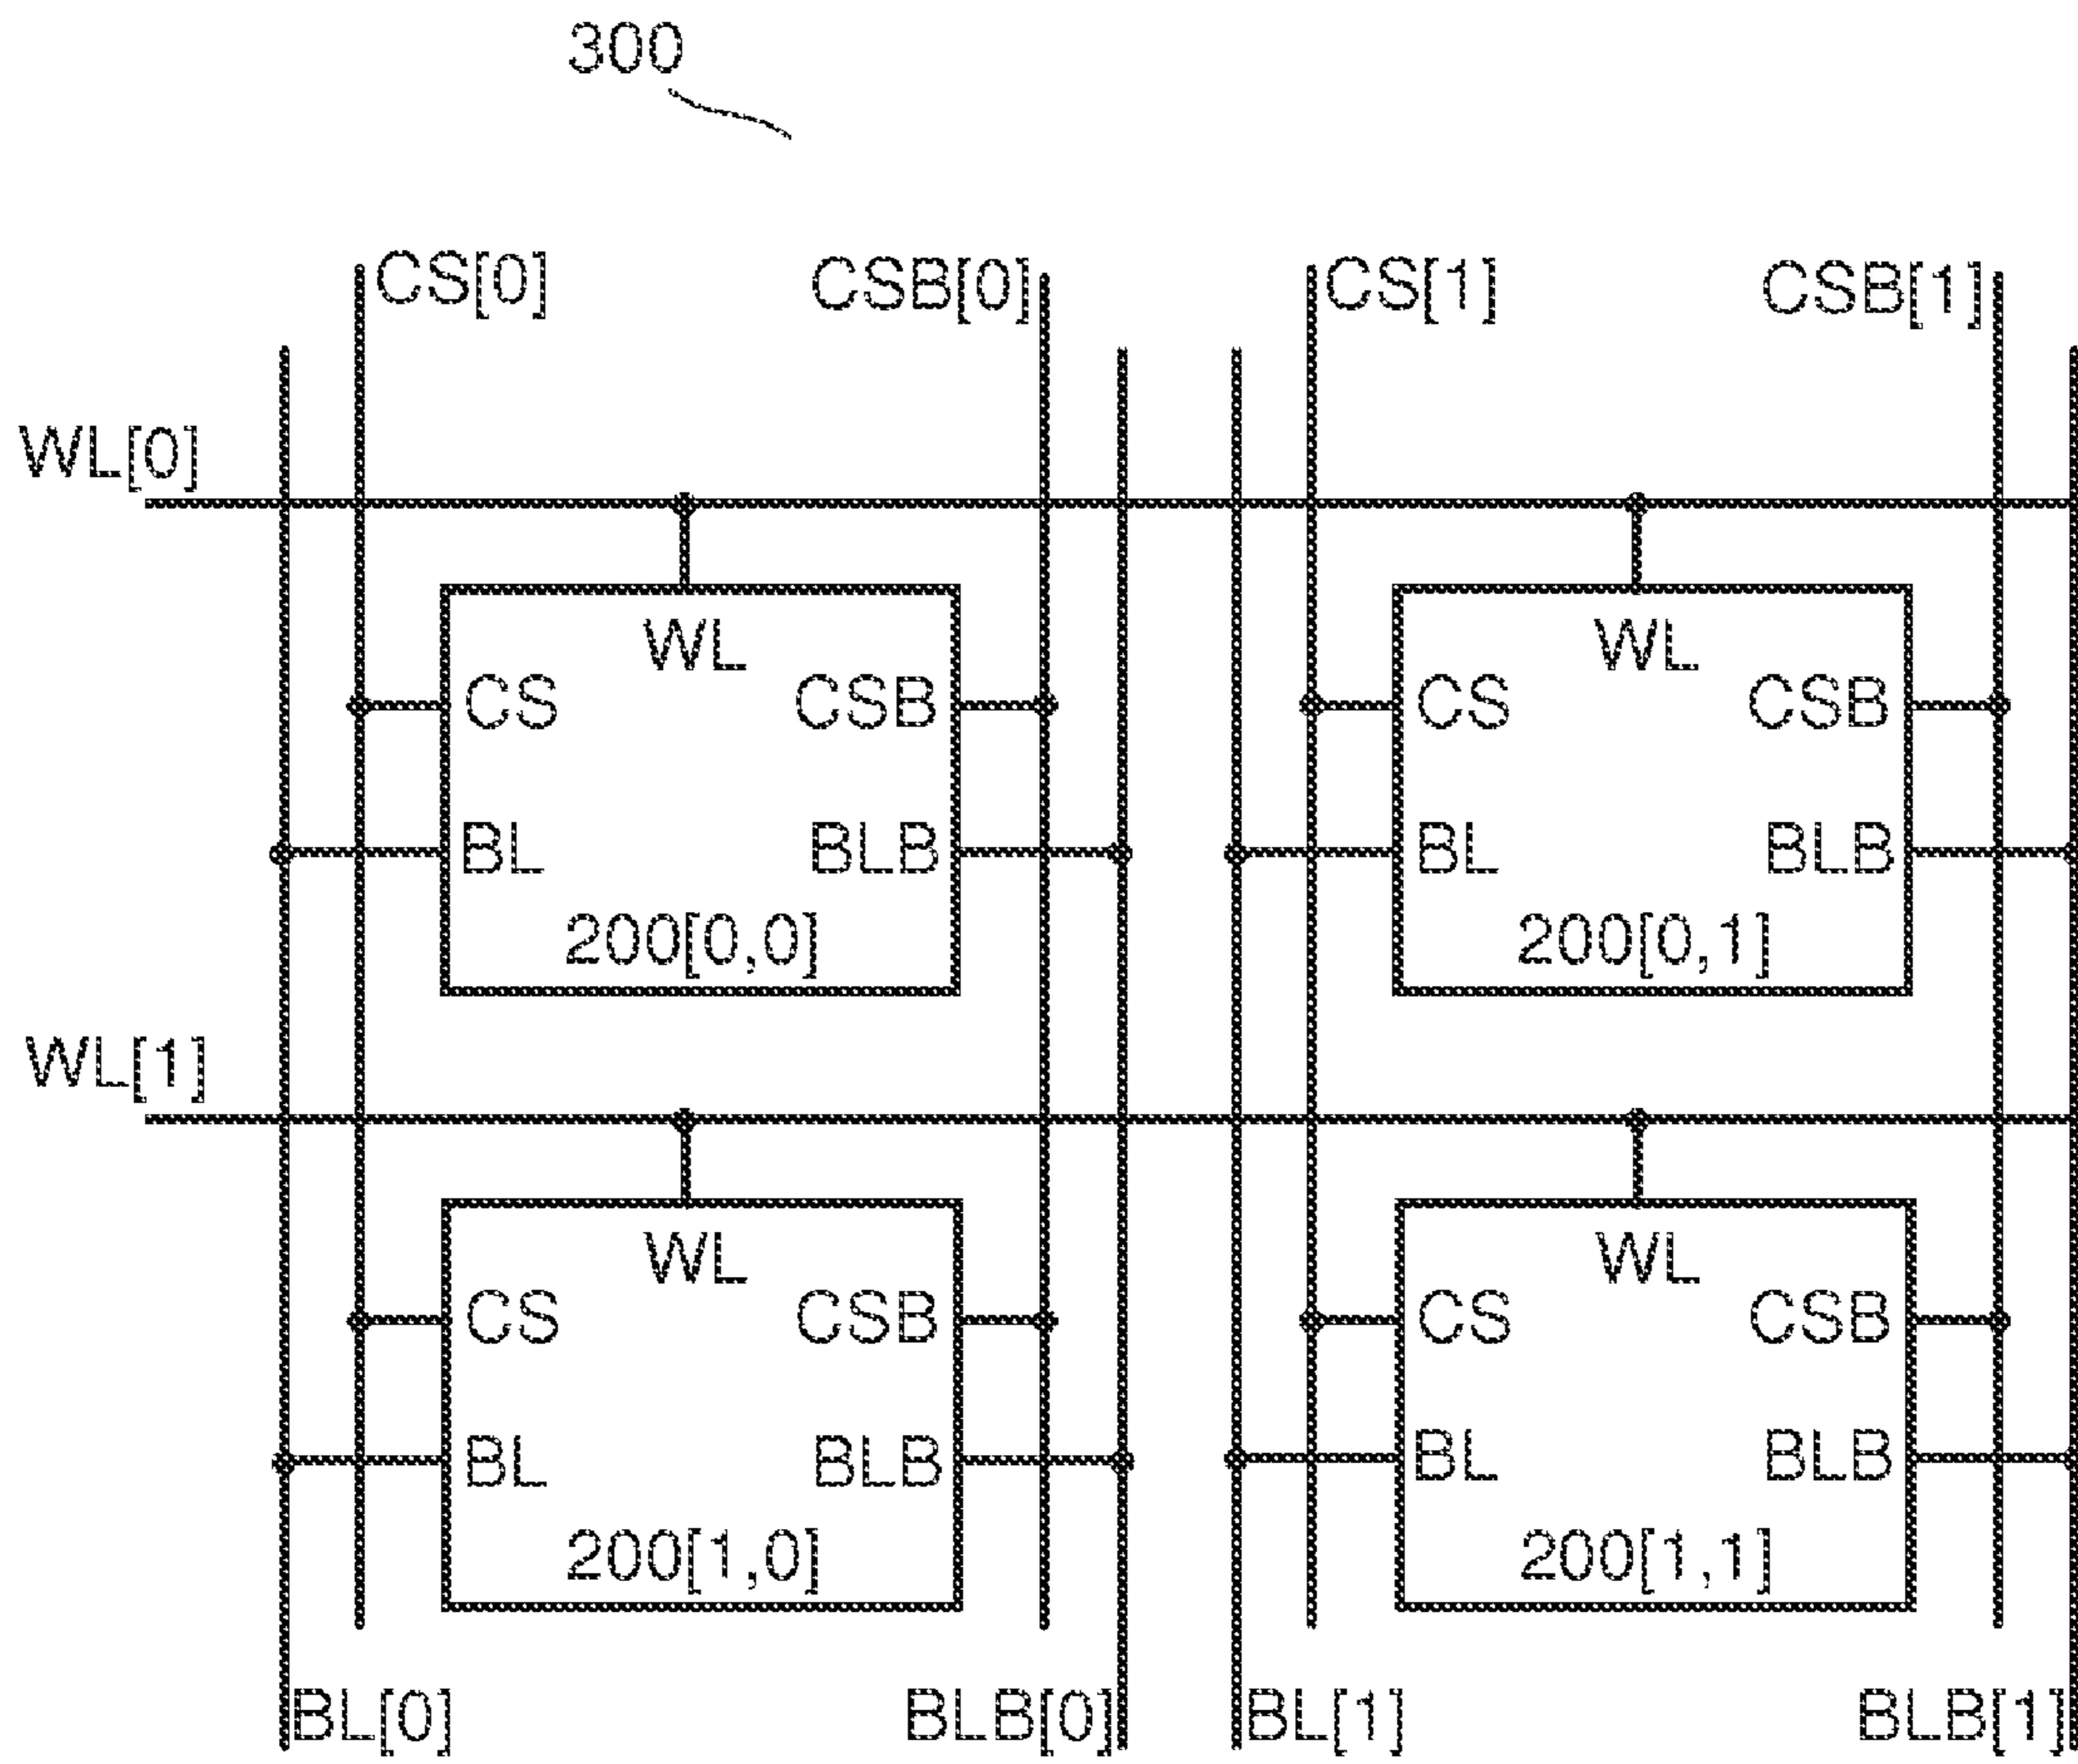 300
CS[0] CSB[0] CS[1] CSB[1]
WL[0]
WL WL
CS CSB CS CSB
BL BLB BL BLB
200[0,0] 200[0,1]
WL[1]
WL WL
CS CSB CS CSB
BL BLB BL BLB
200[1,0] 200[1,1]
BL[0] BLB[0] BL[1] BLB[1]